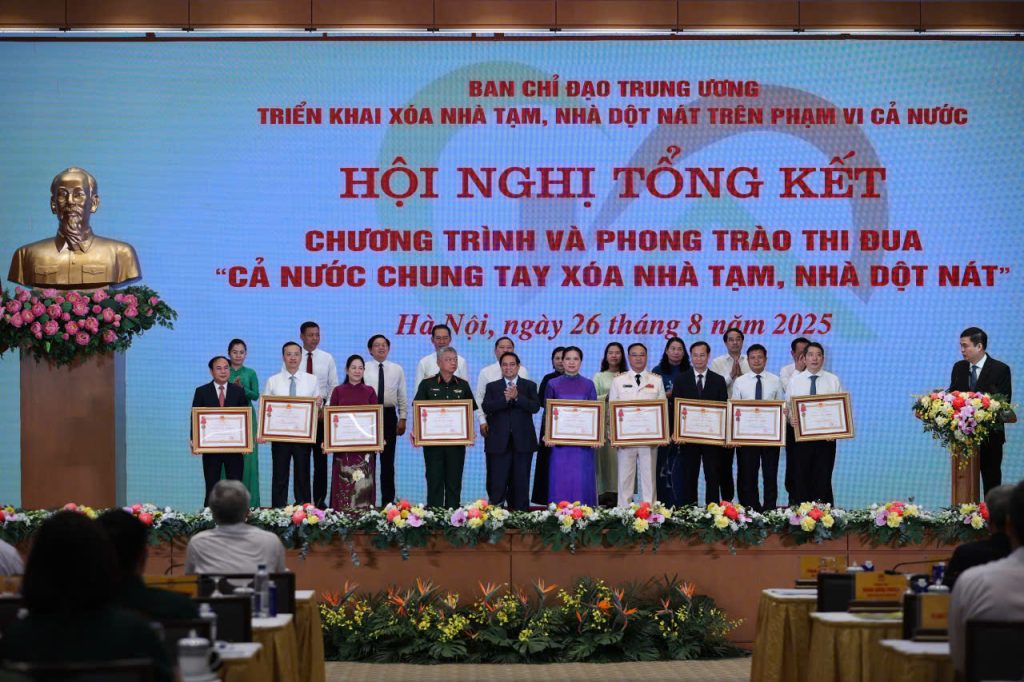 BAN CHỈ ĐẠO TRUNG ƯƠNG
TRIỂN KHAI XÓA NHÀ TẠM, NHÀ DỘT NÁT TRÊN PHẠM VI CẢ NƯỚC
HỘI NGHỊ TỔNG KẾT
CHƯƠNG TRÌNH VÀ PHONG TRÀO THI ĐUA
“CẢ NƯỚC CHUNG TAY XÓA NHÀ TẠM, NHÀ DỘT NÁT”
Hà Nội, ngày 26 tháng 8 năm 2025